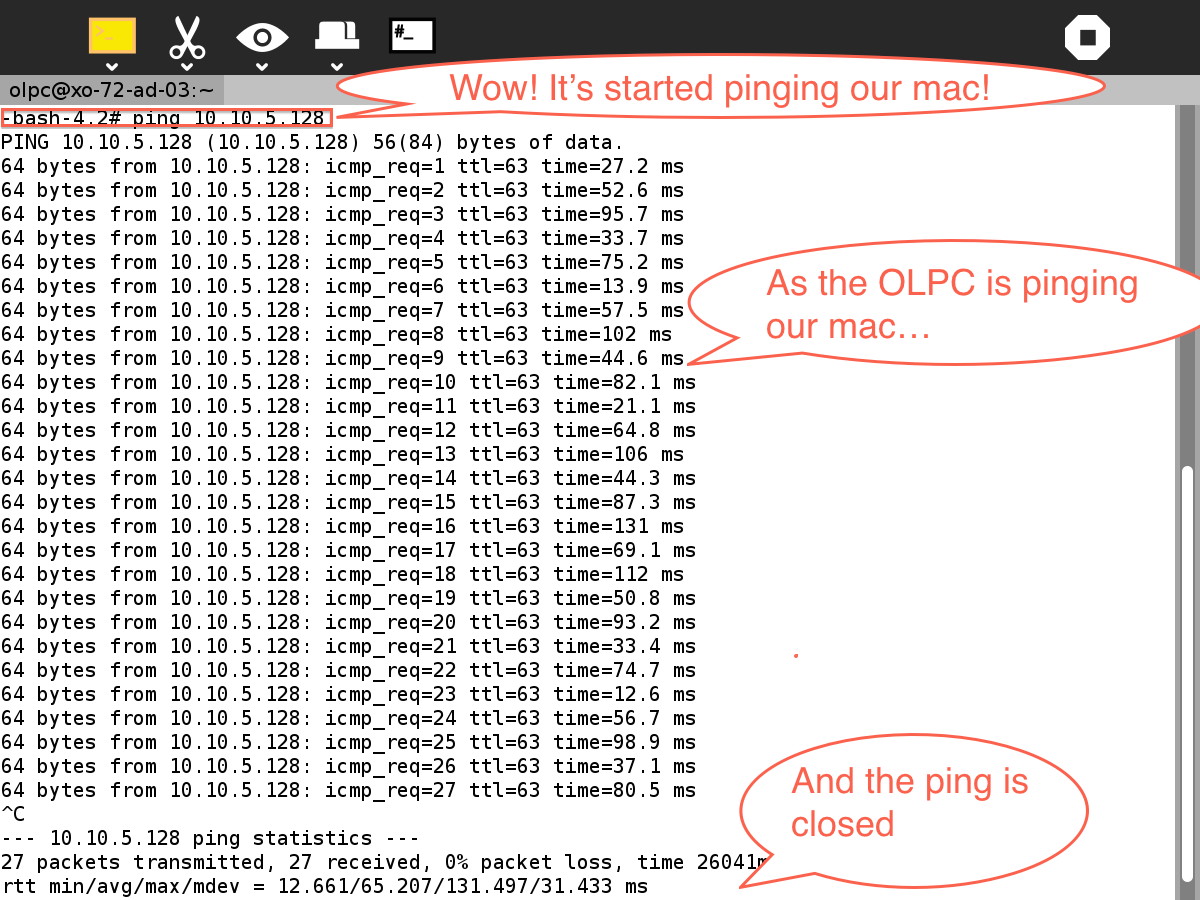 >_
#_
olpc@xo-72-ad-03:~
Wow! It’s started pinging our mac!
-bash-4.2# ping 10.10.5.128
PING 10.10.5.128 (10.10.5.128) 56(84) bytes of data.
64 bytes from 10.10.5.128: icmp_req=1 ttl=63 time=27.2 ms
64 bytes from 10.10.5.128: icmp_req=2 ttl=63 time=52.6 ms
64 bytes from 10.10.5.128: icmp_req=3 ttl=63 time=95.7 ms
64 bytes from 10.10.5.128: icmp_req=4 ttl=63 time=33.7 ms
64 bytes from 10.10.5.128: icmp_req=5 ttl=63 time=75.2 ms
64 bytes from 10.10.5.128: icmp_req=6 ttl=63 time=13.9 ms
64 bytes from 10.10.5.128: icmp_req=7 ttl=63 time=57.5 ms
64 bytes from 10.10.5.128: icmp_req=8 ttl=63 time=102 ms
64 bytes from 10.10.5.128: icmp_req=9 ttl=63 time=44.6 ms
As the OLPC is pinging
our mac…
64 bytes from 10.10.5.128: icmp_req=10 ttl=63 time=82.1 ms
64 bytes from 10.10.5.128: icmp_req=11 ttl=63 time=21.1 ms
64 bytes from 10.10.5.128: icmp_req=12 ttl=63 time=64.8 ms
64 bytes from 10.10.5.128: icmp_req=13 ttl=63 time=106 ms
64 bytes from 10.10.5.128: icmp_req=14 ttl=63 time=44.3 ms
64 bytes from 10.10.5.128: icmp_req=15 ttl=63 time=87.3 ms
64 bytes from 10.10.5.128: icmp_req=16 ttl=63 time=131 ms
64 bytes from 10.10.5.128: icmp_req=17 ttl=63 time=69.1 ms
64 bytes from 10.10.5.128: icmp_req=18 ttl=63 time=112 ms
64 bytes from 10.10.5.128: icmp_req=19 ttl=63 time=50.8 ms
64 bytes from 10.10.5.128: icmp_req=20 ttl=63 time=93.2 ms
64 bytes from 10.10.5.128: icmp_req=21 ttl=63 time=33.4 ms
64 bytes from 10.10.5.128: icmp_req=22 ttl=63 time=74.7 ms
64 bytes from 10.10.5.128: icmp_req=23 ttl=63 time=12.6 ms
64 bytes from 10.10.5.128: icmp_req=24 ttl=63 time=56.7 ms
64 bytes from 10.10.5.128: icmp_req=25 ttl=63 time=98.9 ms
64 bytes from 10.10.5.128: icmp_req=26 ttl=63 time=37.1 ms
64 bytes from 10.10.5.128: icmp_req=27 ttl=63 time=80.5 ms
^C
--- 10.10.5.128 ping statistics ---
27 packets transmitted, 27 received, 0% packet loss, time 26041m
rtt min/avg/max/mdev = 12.661/65.207/131.497/31.433 ms
And the ping is
closed